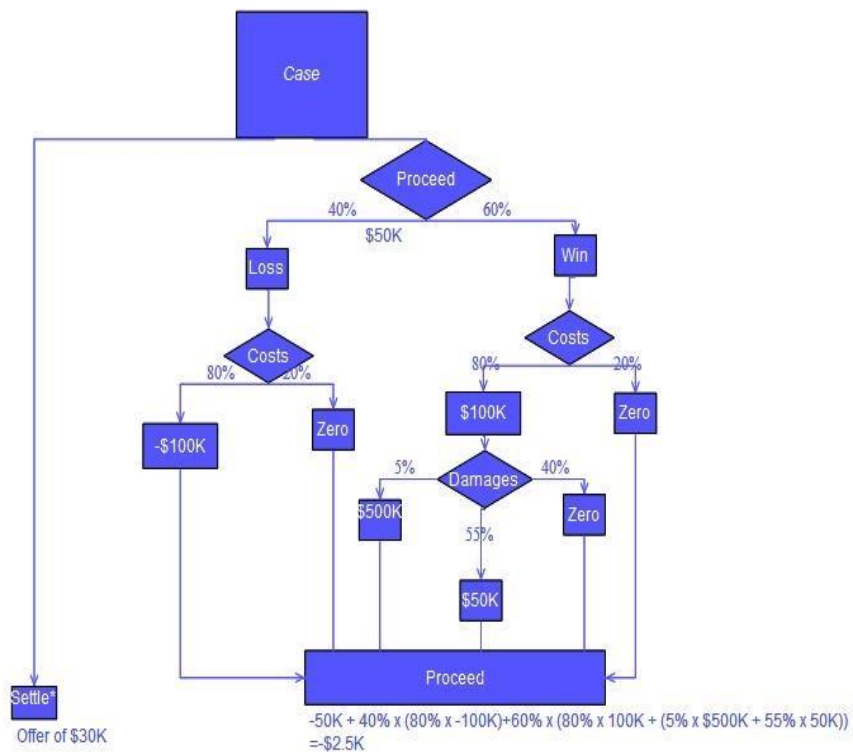 Case
Proceed
40% 60%
$50K
Loss
Win
Costs
Costs
80% 20%
80% 20%
-$100K
Zero
$100K
Zero
Damages
5% 40%
$500K
Zero
55%
$50K
Proceed
Settle*
Offer of $30K
-50K + 40% x (80% x -100K)+60% x (80% x 100K + (5% x $500K + 55% x 50K))
=-$2.5K